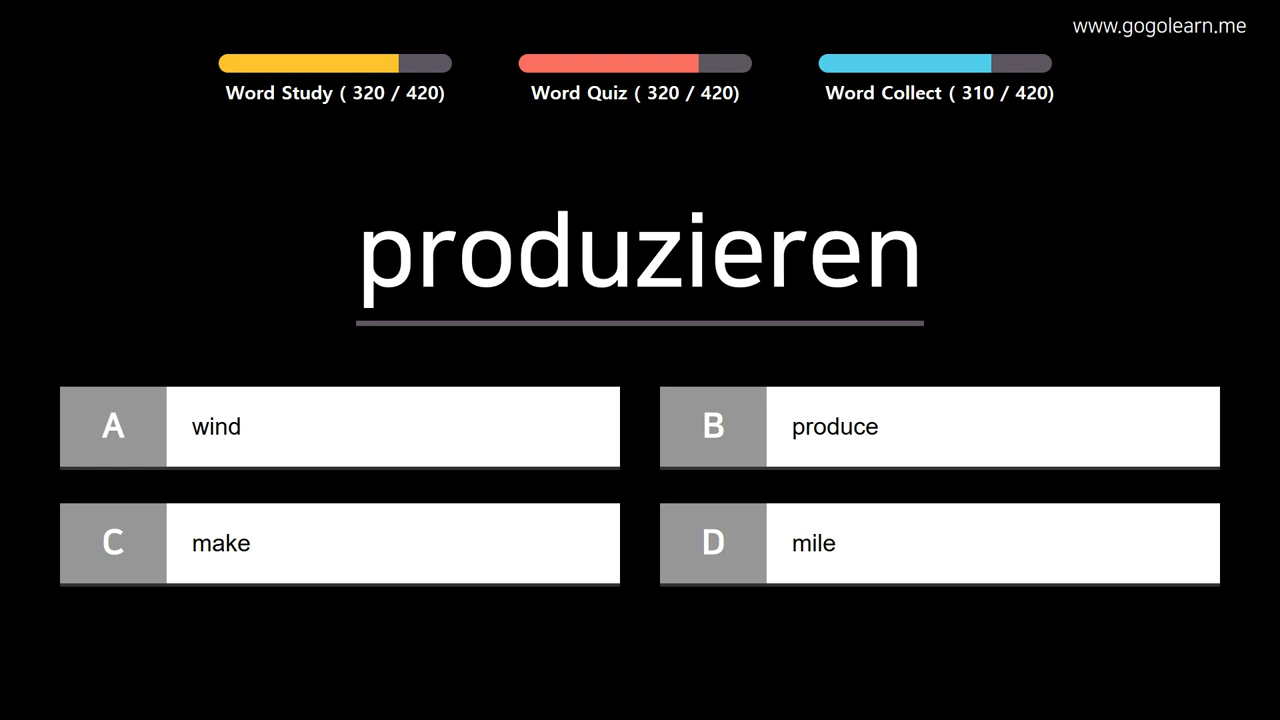 www.gogolearn.me
Word Study ( 320 / 420) Word Quiz ( 320 / 420) Word Collect ( 310 / 420)
produzieren
A wind B produce
C make D mile